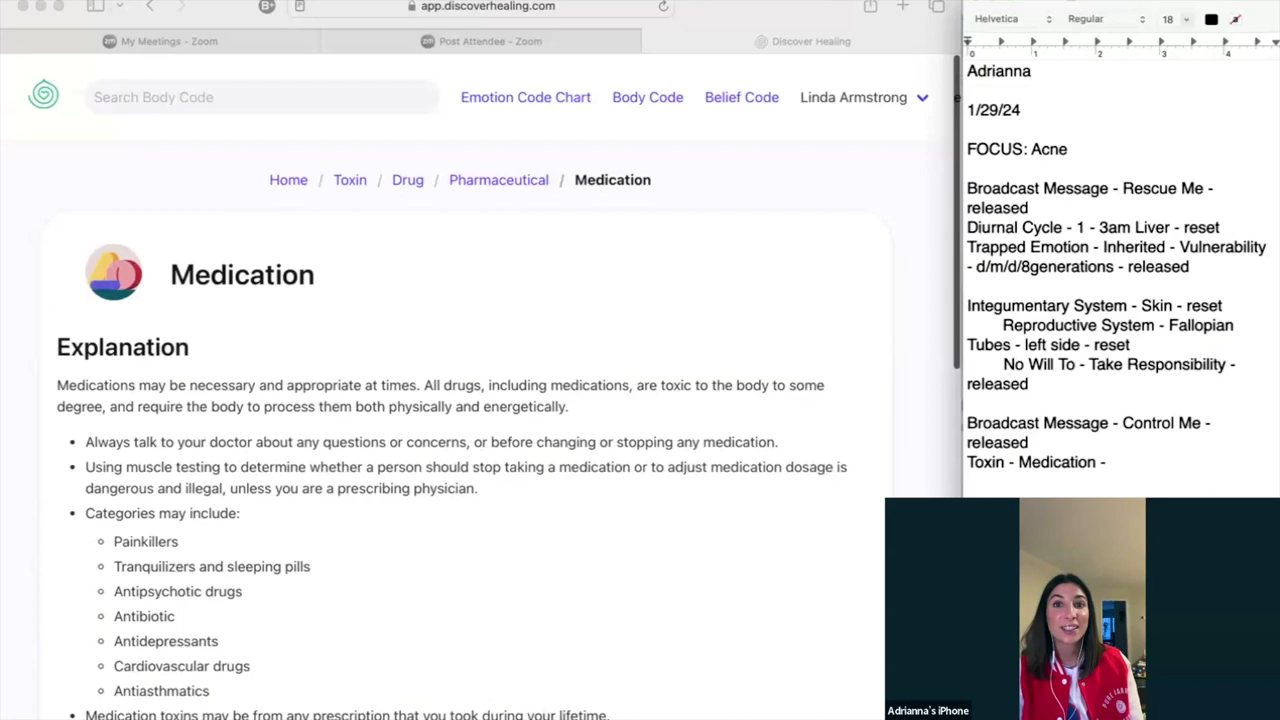 app.discoverhealing.com
My Meetings - Zoom
Post Attendee - Zoom
Discover Healing
Search Body Code
Emotion Code Chart
Body Code
Belief Code
Linda Armstrong
Home / Toxin / Drug / Pharmaceutical / Medication
Medication
Explanation
Medications may be necessary and appropriate at times. All drugs, including medications, are toxic to the body to some
degree, and require the body to process them both physically and energetically.
• Always talk to your doctor about any questions or concerns, or before changing or stopping any medication.
• Using muscle testing to determine whether a person should stop taking a medication or to adjust medication dosage is
dangerous and illegal, unless you are a prescribing physician.
• Categories may include:
Painkillers
Tranquilizers and sleeping pills
Antipsychotic drugs
Antibiotic
Antidepressants
Cardiovascular drugs
Antiasthmatics
• Medication toxins may be from any prescription that you took during your lifetime.
Helvetica
Regular
18
a
0 1 2 3 4
Adrianna
1/29/24
FOCUS: Acne
Broadcast Message - Rescue Me -
released
Diurnal Cycle - 1 - 3am Liver - reset
Trapped Emotion - Inherited - Vulnerability
- d/m/d/8generations - released
Integumentary System - Skin - reset
Reproductive System - Fallopian
Tubes - left side - reset
No Will To - Take Responsibility -
released
Broadcast Message - Control Me -
released
Toxin - Medication -
Adrianna's iPhone